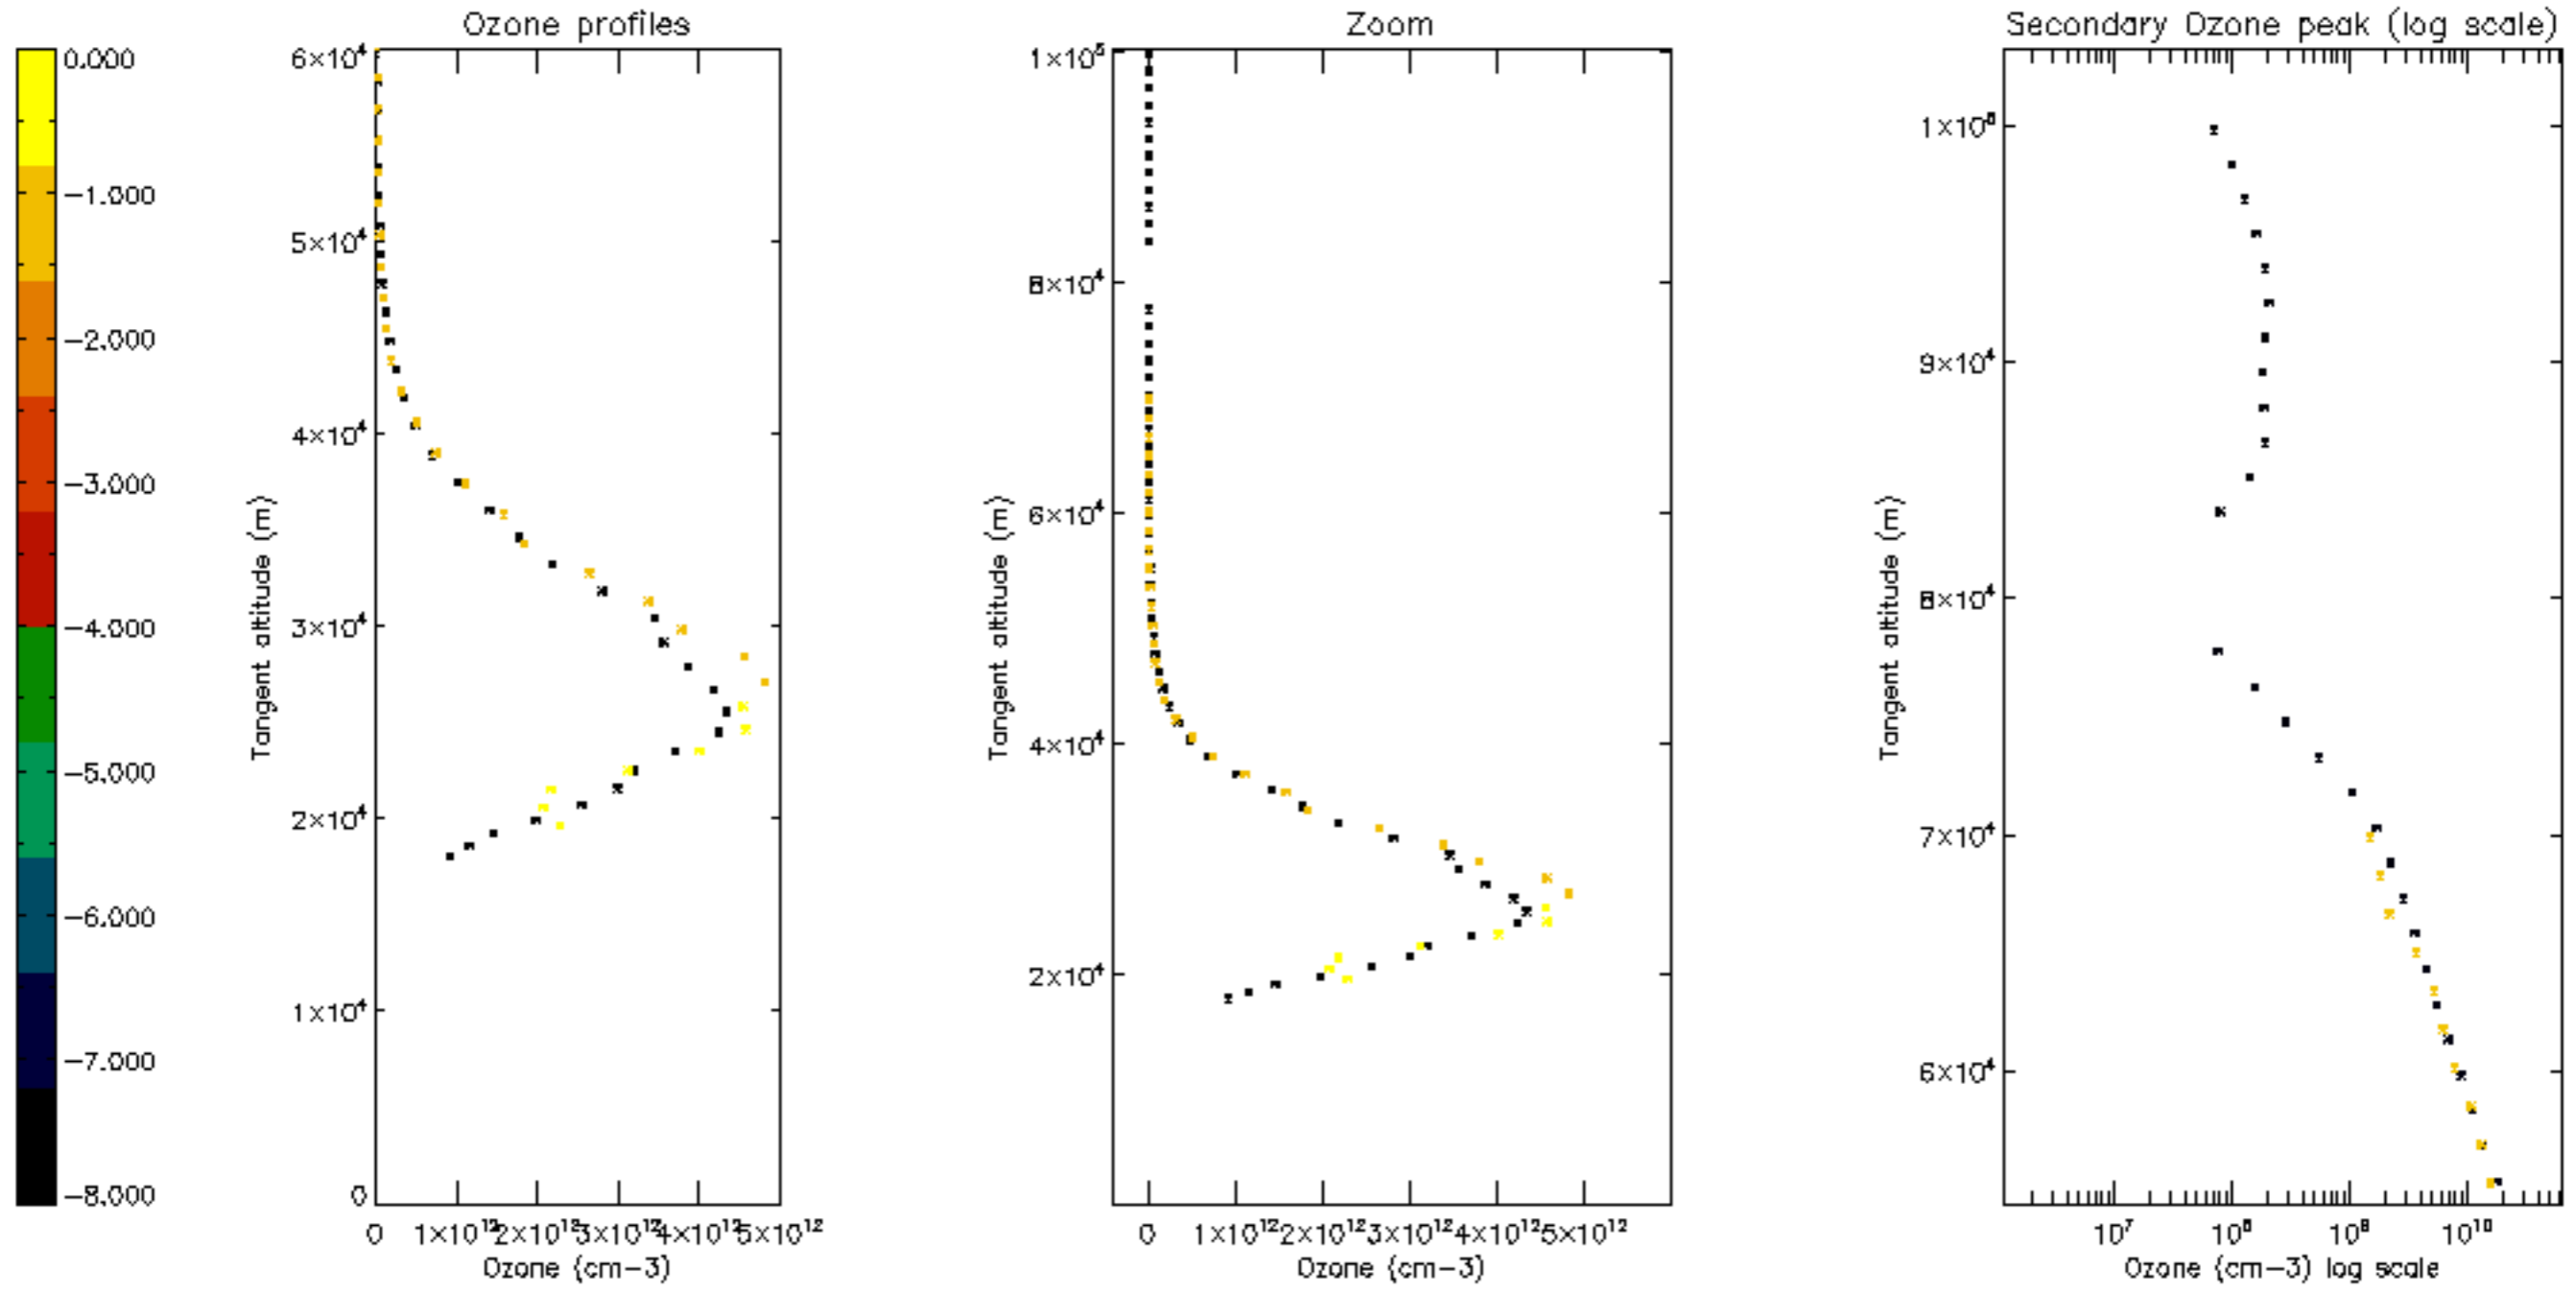 Ozone profiles
Zoom
Secondary Ozone peak (log scale)
0.000
−1.000
−2.000
−3.000
−4.000
−5.000
−6.000
−7.000
−8.000
6×10⁴
5×10⁴
4×10⁴
3×10⁴
2×10⁴
1×10⁴
0
Tangent altitude (m)
0 1×10¹² 2×10¹² 3×10¹² 4×10¹² 5×10¹²
Ozone (cm−3)
1×10⁵
8×10⁴
6×10⁴
4×10⁴
2×10⁴
Tangent altitude (m)
0 1×10¹² 2×10¹² 3×10¹² 4×10¹² 5×10¹²
Ozone (cm−3)
1×10⁵
9×10⁴
8×10⁴
7×10⁴
6×10⁴
Tangent altitude (m)
10⁷ 10⁸ 10⁹ 10¹⁰
Ozone (cm−3) log scale